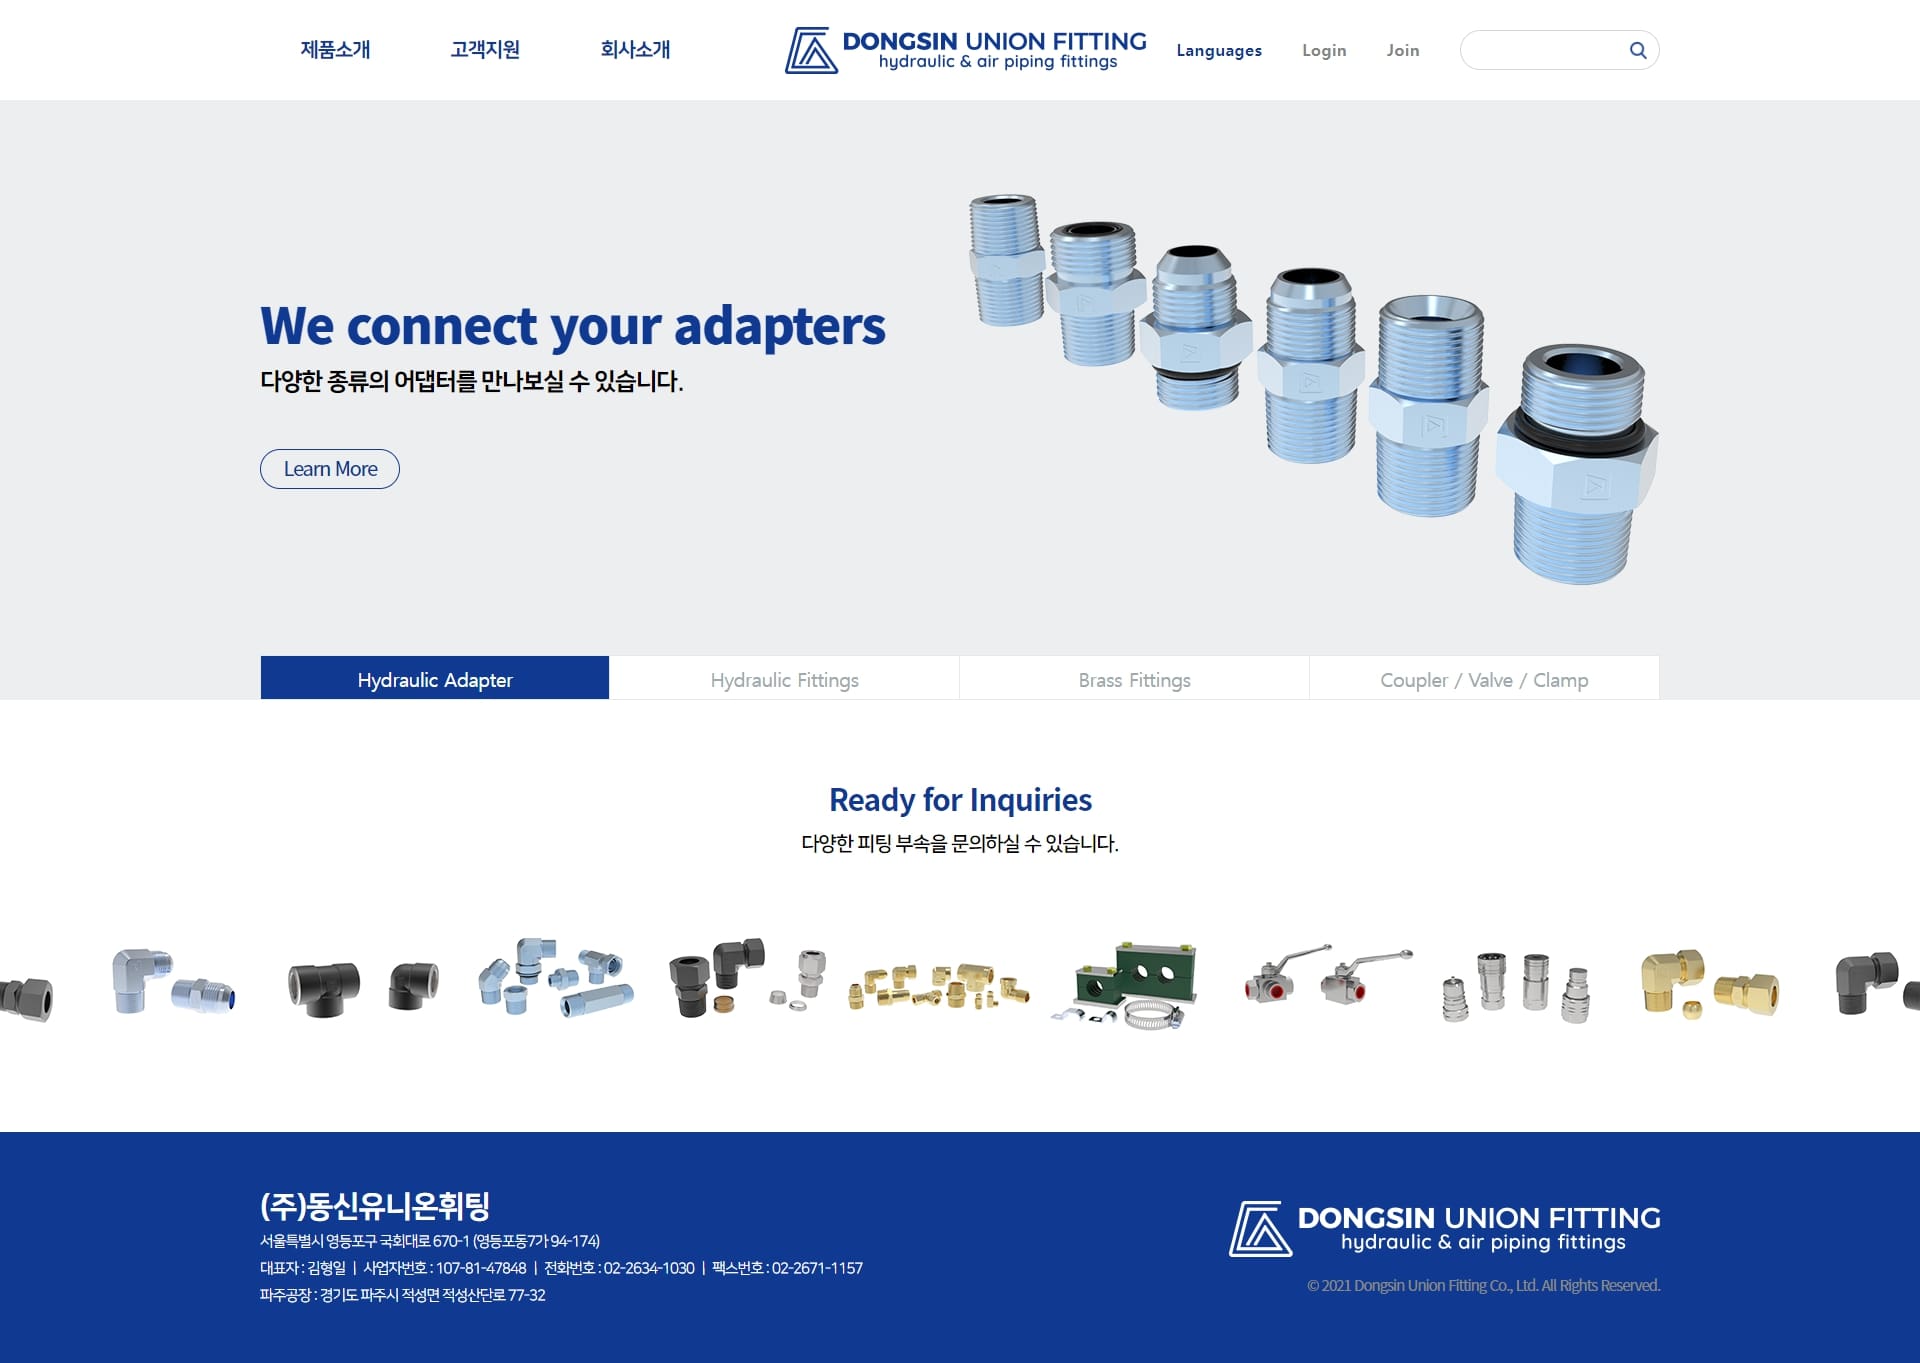 제품소개
고객지원
회사소개
DONGSIN UNION FITTING
hydraulic & air piping fittings
Languages
Login
Join
We connect your adapters
다양한 종류의 어댑터를 만나보실 수 있습니다.
Learn More
Hydraulic Adapter
Hydraulic Fittings
Brass Fittings
Coupler / Valve / Clamp
Ready for Inquiries
다양한 피팅 부속을 문의하실 수 있습니다.
(주)동신유니온휘팅
서울특별시 영등포구 국회대로 670-1 (영등포동7가 94-174)
대표자 : 김형일 ㅣ 사업자번호 : 107-81-47848 ㅣ 전화번호 : 02-2634-1030 ㅣ 팩스번호 : 02-2671-1157
파주공장 : 경기도 파주시 적성면 적성산단로 77-32
DONGSIN UNION FITTING
hydraulic & air piping fittings
© 2021 Dongsin Union Fitting Co., Ltd. All Rights Reserved.